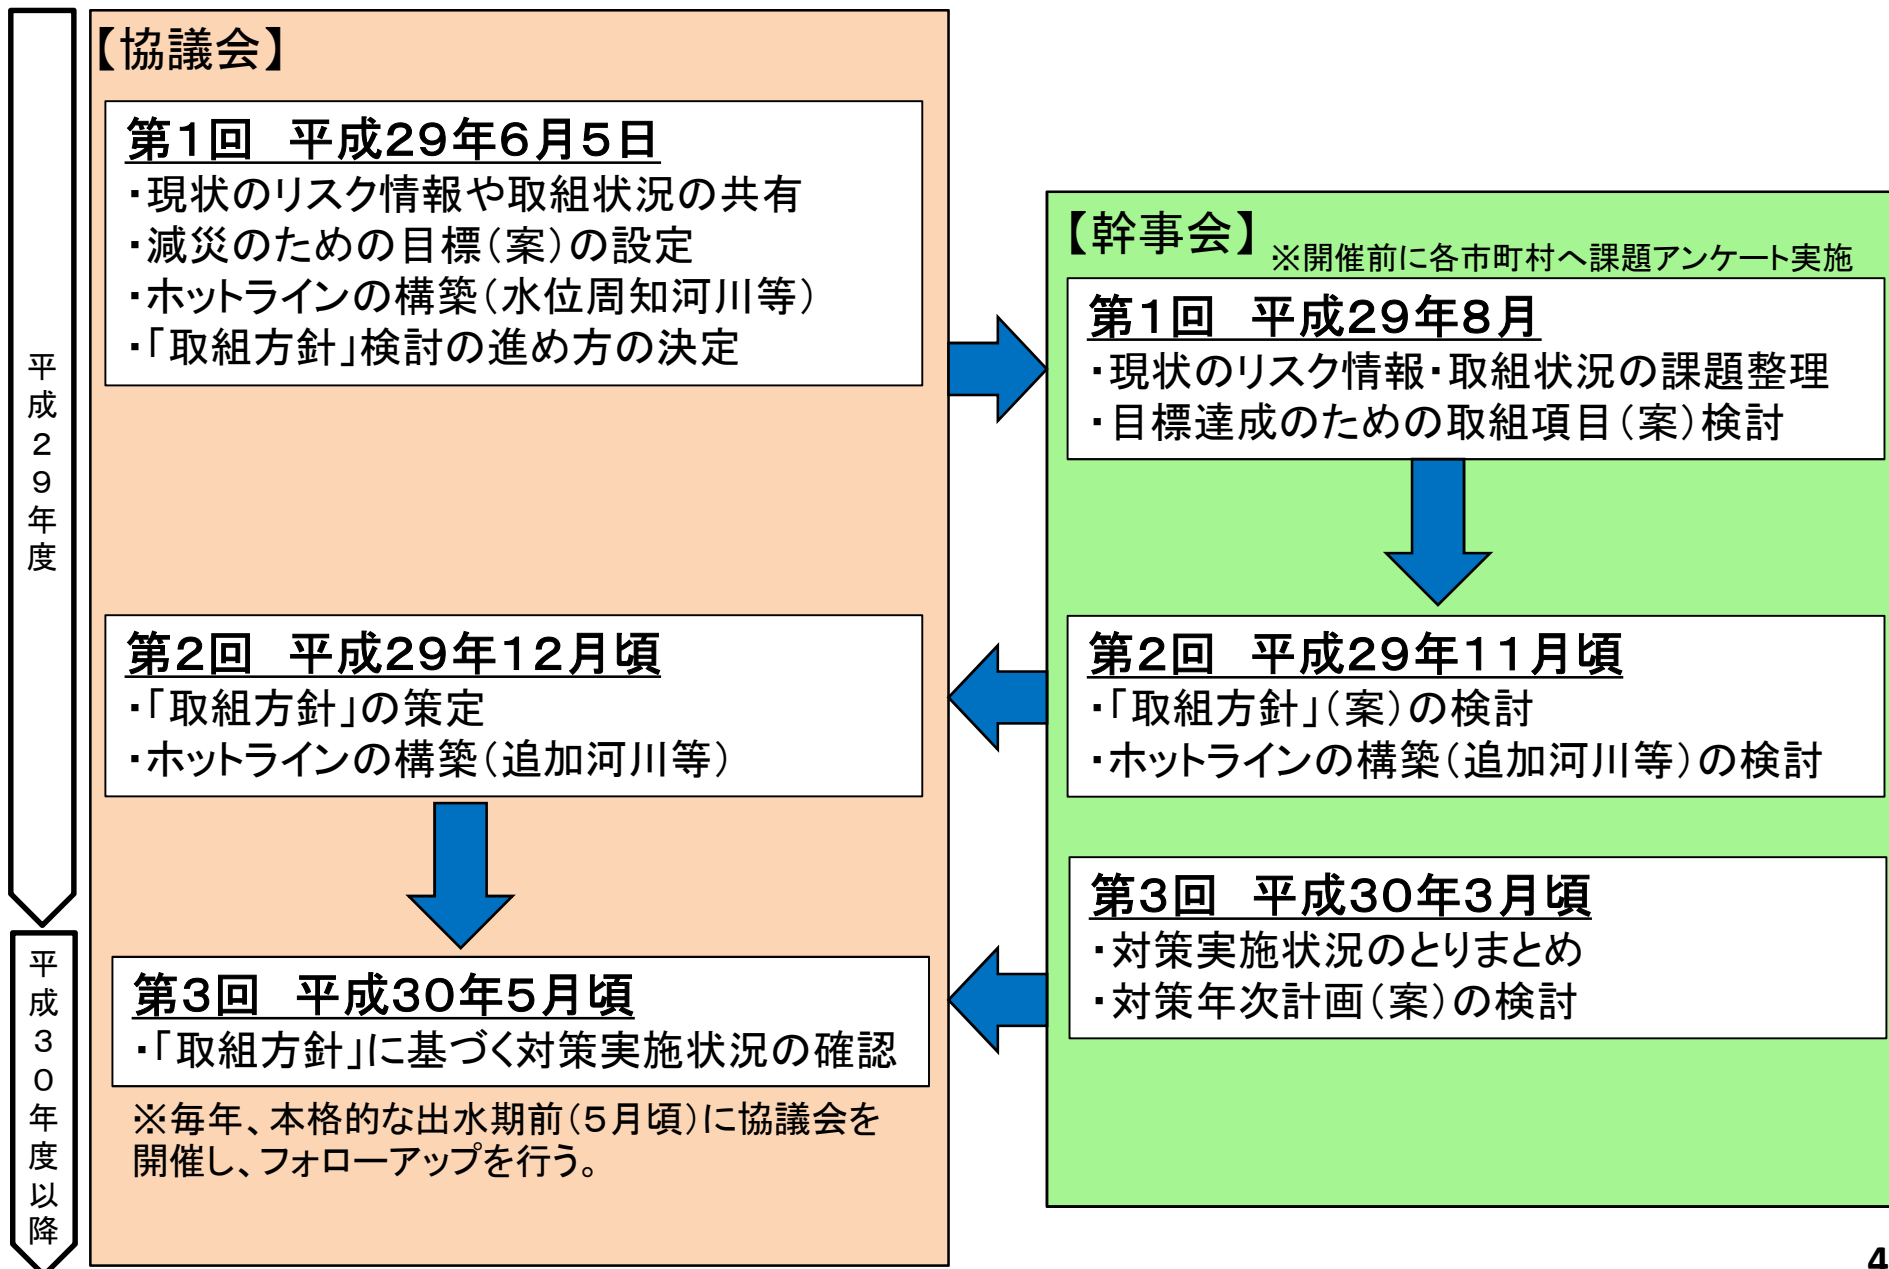 平成29年度
【協議会】
第1回　平成29年6月5日
・現状のリスク情報や取組状況の共有
・減災のための目標（案）の設定
・ホットラインの構築（水位周知河川等）
・「取組方針」検討の進め方の決定
【幹事会】
※開催前に各市町村へ課題アンケート実施
第1回　平成29年8月
・現状のリスク情報・取組状況の課題整理
・目標達成のための取組項目（案）検討
第2回　平成29年12月頃
・「取組方針」の策定
・ホットラインの構築（追加河川等）
第2回　平成29年11月頃
・「取組方針」（案）の検討
・ホットラインの構築（追加河川等）の検討
第3回　平成30年3月頃
・対策実施状況のとりまとめ
・対策年次計画（案）の検討
平成30年度以降
第3回　平成30年5月頃
・「取組方針」に基づく対策実施状況の確認
※毎年、本格的な出水期前（5月頃）に協議会を
開催し、フォローアップを行う。
4